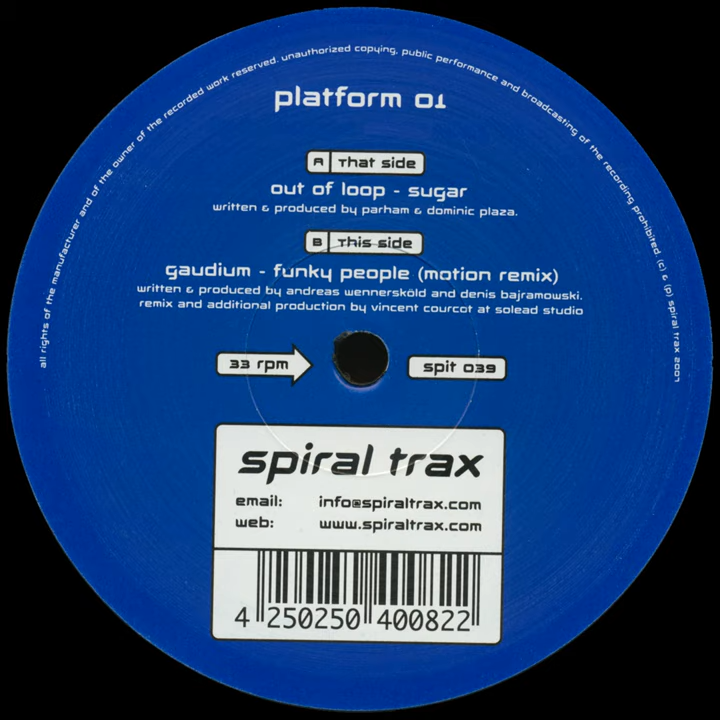 all rights of the manufacturer and of the owner of the recorded work reserved. unauthorized copying, public performance and broadcasting of the recording prohibited. (c) & (p) spiral trax 2001
platform 01
A That side
out of loop - sugar
written & produced by parham & dominic plaza.
B This side
gaudium - funky people (motion remix)
written & produced by andreas wennersköld and denis bajramowski.
remix and additional production by vincent courcot at solead studio
33 rpm
spit 039
spiral trax
email: info@spiraltrax.com
web: www.spiraltrax.com
4 250250 400822